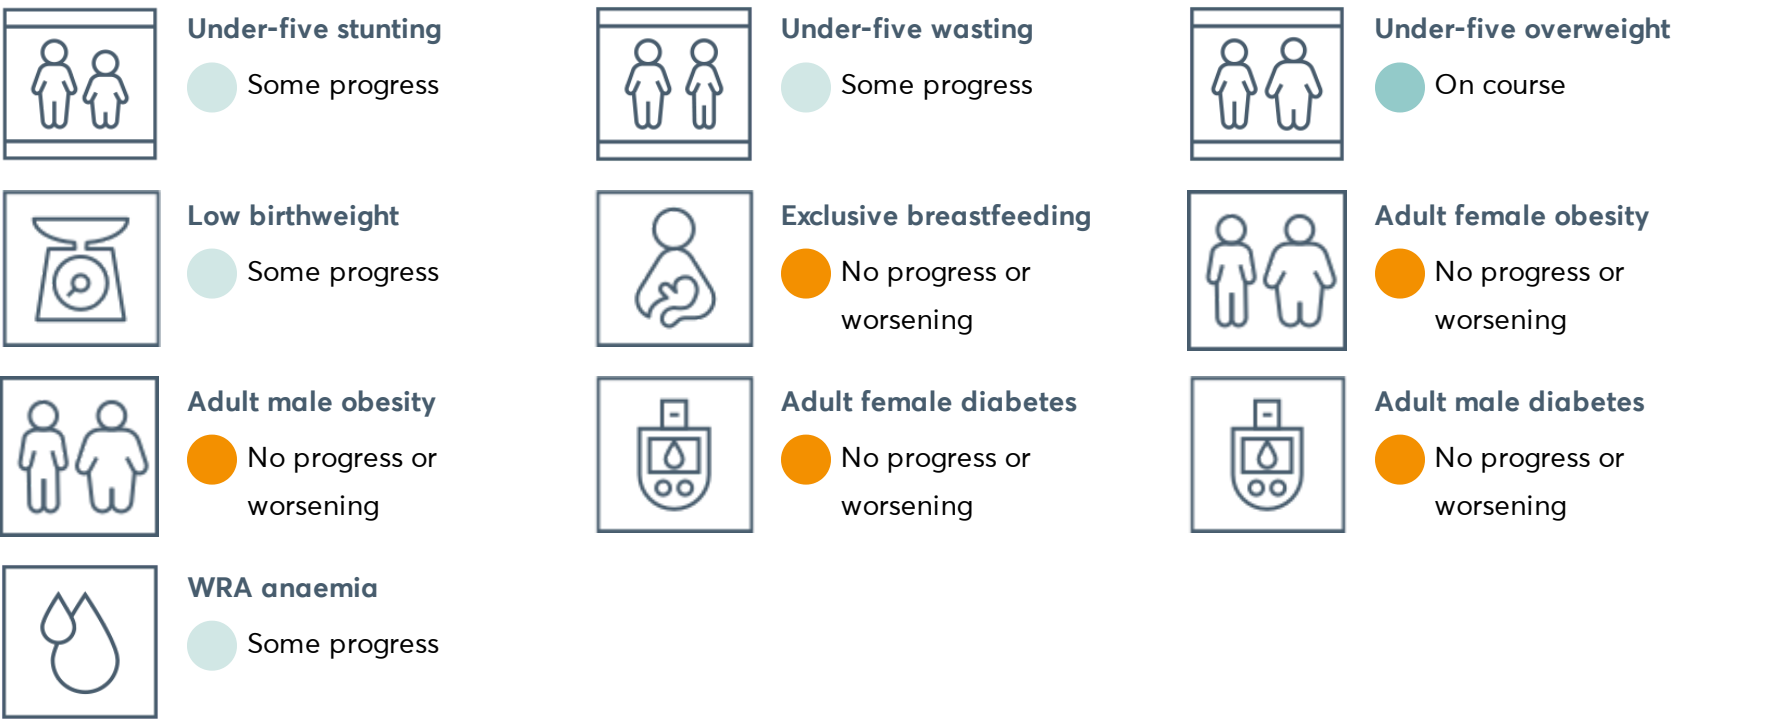 Under-five stunting
Some progress
Under-five wasting
Some progress
Under-five overweight
On course
Low birthweight
Some progress
Exclusive breastfeeding
No progress or
worsening
Adult female obesity
No progress or
worsening
Adult male obesity
No progress or
worsening
Adult female diabetes
No progress or
worsening
Adult male diabetes
No progress or
worsening
WRA anaemia
Some progress